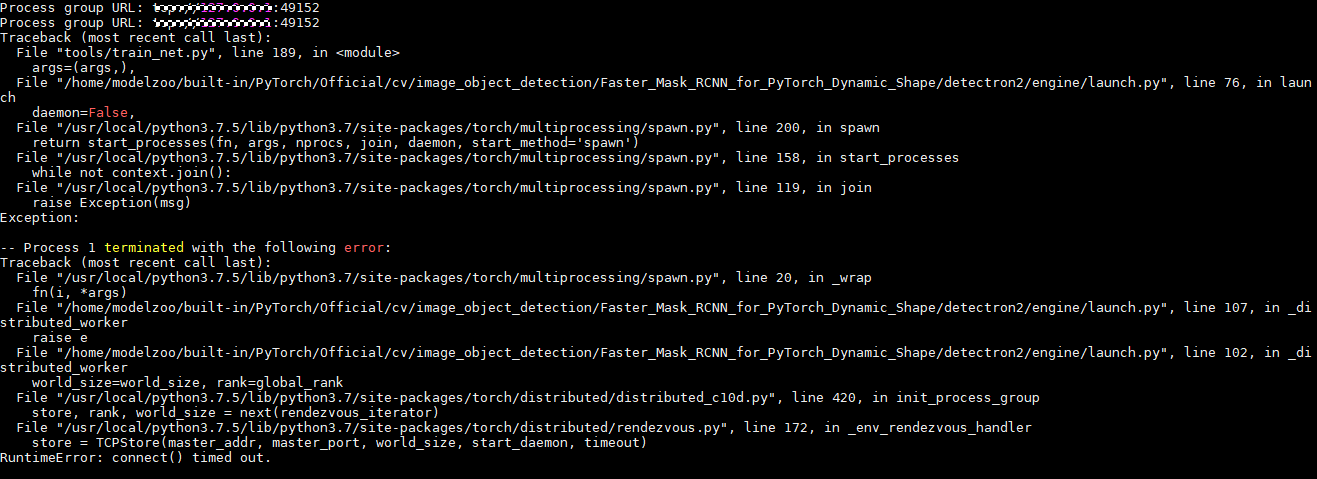 Process group URL: :49152
Process group URL: :49152
Traceback (most recent call last):
  File "tools/train_net.py", line 189, in <module>
    args=(args,),
  File "/home/modelzoo/built-in/PyTorch/Official/cv/image_object_detection/Faster_Mask_RCNN_for_PyTorch_Dynamic_Shape/detectron2/engine/launch.py", line 76, in laun
ch
    daemon=False,
  File "/usr/local/python3.7.5/lib/python3.7/site-packages/torch/multiprocessing/spawn.py", line 200, in spawn
    return start_processes(fn, args, nprocs, join, daemon, start_method='spawn')
  File "/usr/local/python3.7.5/lib/python3.7/site-packages/torch/multiprocessing/spawn.py", line 158, in start_processes
    while not context.join():
  File "/usr/local/python3.7.5/lib/python3.7/site-packages/torch/multiprocessing/spawn.py", line 119, in join
    raise Exception(msg)
Exception:

-- Process 1 terminated with the following error:
Traceback (most recent call last):
  File "/usr/local/python3.7.5/lib/python3.7/site-packages/torch/multiprocessing/spawn.py", line 20, in _wrap
    fn(i, *args)
  File "/home/modelzoo/built-in/PyTorch/Official/cv/image_object_detection/Faster_Mask_RCNN_for_PyTorch_Dynamic_Shape/detectron2/engine/launch.py", line 107, in _di
stributed_worker
    raise e
  File "/home/modelzoo/built-in/PyTorch/Official/cv/image_object_detection/Faster_Mask_RCNN_for_PyTorch_Dynamic_Shape/detectron2/engine/launch.py", line 102, in _di
stributed_worker
    world_size=world_size, rank=global_rank
  File "/usr/local/python3.7.5/lib/python3.7/site-packages/torch/distributed/distributed_c10d.py", line 420, in init_process_group
    store, rank, world_size = next(rendezvous_iterator)
  File "/usr/local/python3.7.5/lib/python3.7/site-packages/torch/distributed/rendezvous.py", line 172, in _env_rendezvous_handler
    store = TCPStore(master_addr, master_port, world_size, start_daemon, timeout)
RuntimeError: connect() timed out.